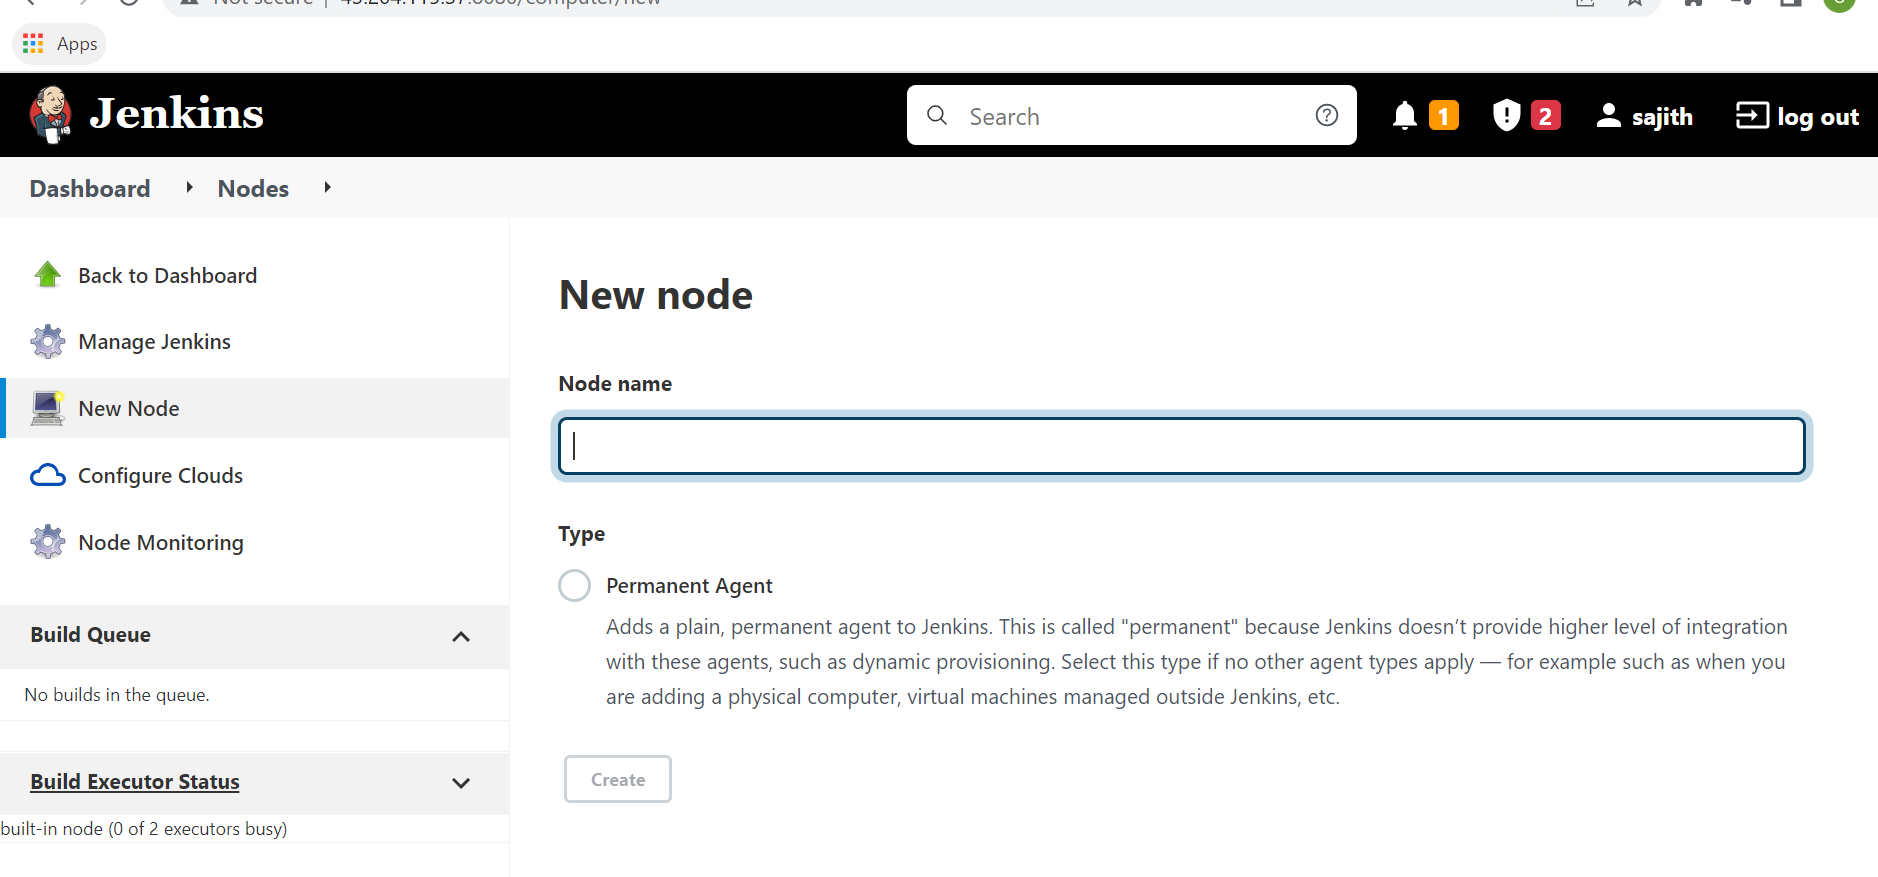 Apps
Jenkins
Search
1
2
sajith
log out
Dashboard
Nodes
Back to Dashboard
Manage Jenkins
New Node
Configure Clouds
Node Monitoring
Build Queue
No builds in the queue.
Build Executor Status
built-in node (0 of 2 executors busy)
New node
Node name
Type
Permanent Agent
Adds a plain, permanent agent to Jenkins. This is called "permanent" because Jenkins doesn’t provide higher level of integration
with these agents, such as dynamic provisioning. Select this type if no other agent types apply — for example such as when you
are adding a physical computer, virtual machines managed outside Jenkins, etc.
Create